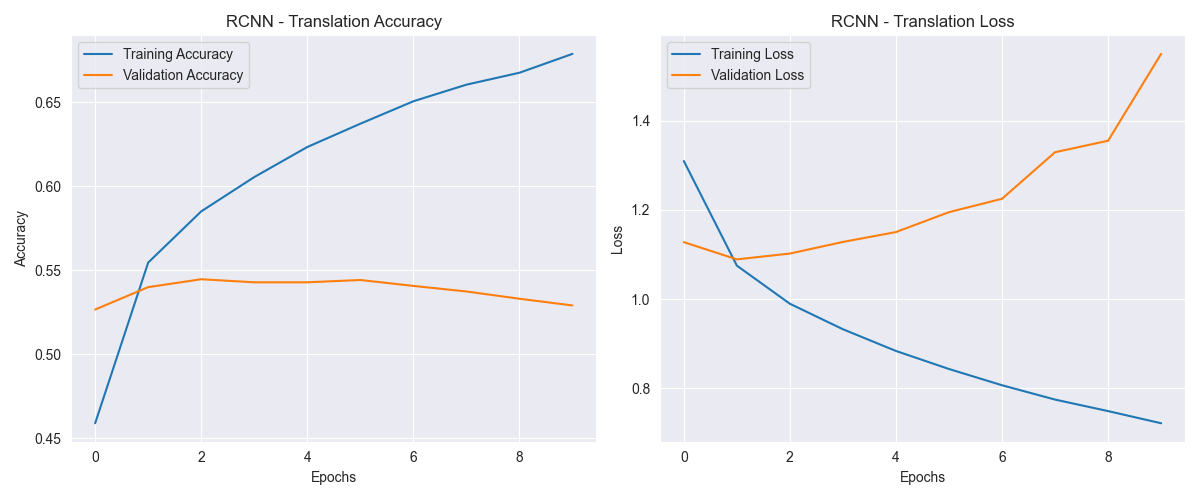 RCNN - Translation Accuracy
Training Accuracy
Validation Accuracy
0.65
0.60
0.55
0.50
0.45
Accuracy
0 2 4 6 8
Epochs
RCNN - Translation Loss
Training Loss
Validation Loss
1.4
1.2
1.0
0.8
Loss
0 2 4 6 8
Epochs